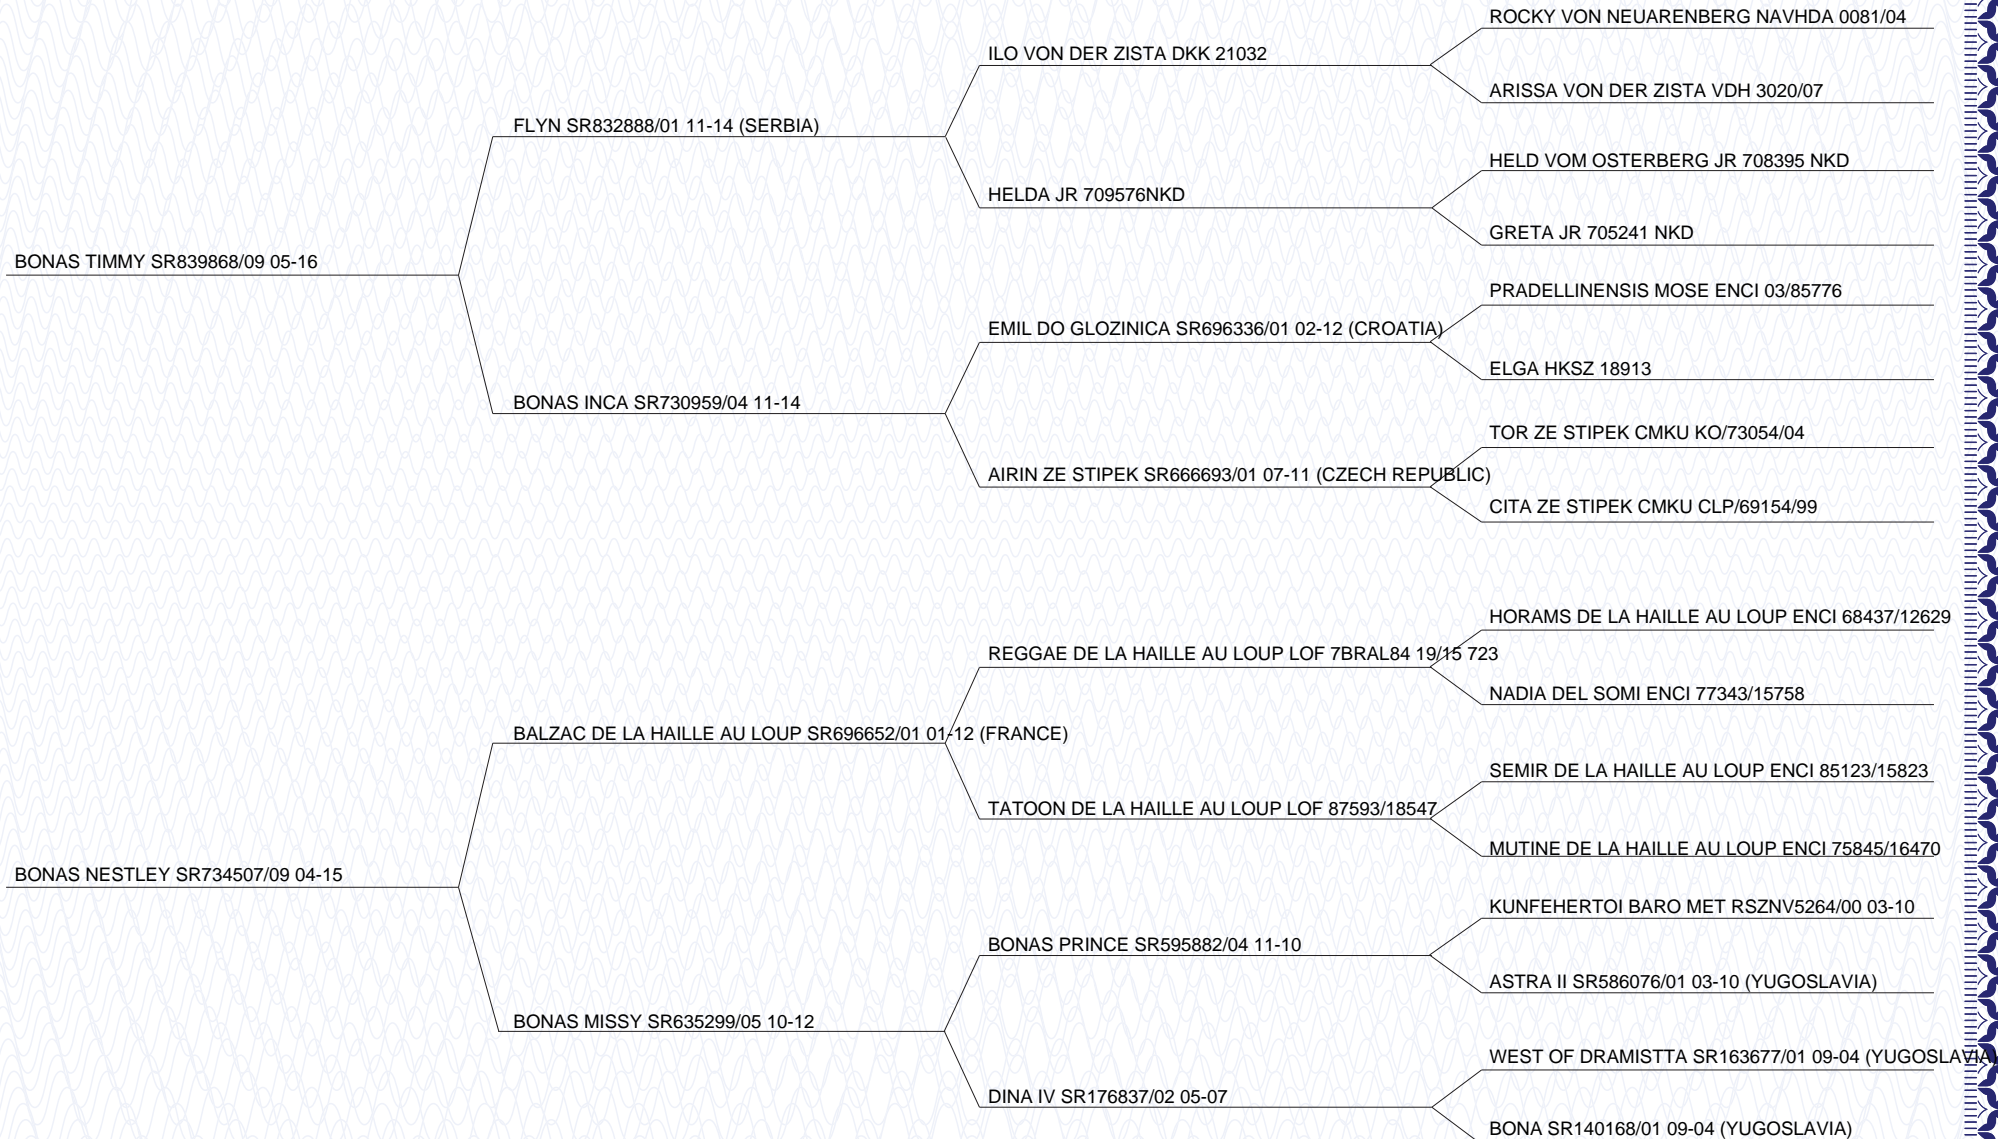 ROCKY VON NEUARENBERG NAVHDA 0081/04
ILO VON DER ZISTA DKK 21032
ARISSA VON DER ZISTA VDH 3020/07
FLYN SR832888/01 11-14 (SERBIA)
HELD VOM OSTERBERG JR 708395 NKD
HELDA JR 709576NKD
GRETA JR 705241 NKD
BONAS TIMMY SR839868/09 05-16
PRADELLINENSIS MOSE ENCI 03/85776
EMIL DO GLOZINICA SR696336/01 02-12 (CROATIA)
ELGA HKSZ 18913
BONAS INCA SR730959/04 11-14
TOR ZE STIPEK CMKU KO/73054/04
AIRIN ZE STIPEK SR666693/01 07-11 (CZECH REPUBLIC)
CITA ZE STIPEK CMKU CLP/69154/99
HORAMS DE LA HAILLE AU LOUP ENCI 68437/12629
REGGAE DE LA HAILLE AU LOUP LOF 7BRAL84 19/15 723
NADIA DEL SOMI ENCI 77343/15758
BALZAC DE LA HAILLE AU LOUP SR696652/01 01-12 (FRANCE)
SEMIR DE LA HAILLE AU LOUP ENCI 85123/15823
TATOON DE LA HAILLE AU LOUP LOF 87593/18547
MUTINE DE LA HAILLE AU LOUP ENCI 75845/16470
BONAS NESTLEY SR734507/09 04-15
KUNFEHERTOI BARO MET RSZNV5264/00 03-10
BONAS PRINCE SR595882/04 11-10
ASTRA II SR586076/01 03-10 (YUGOSLAVIA)
BONAS MISSY SR635299/05 10-12
WEST OF DRAMISTTA SR163677/01 09-04 (YUGOSLAVIA)
DINA IV SR176837/02 05-07
BONA SR140168/01 09-04 (YUGOSLAVIA)